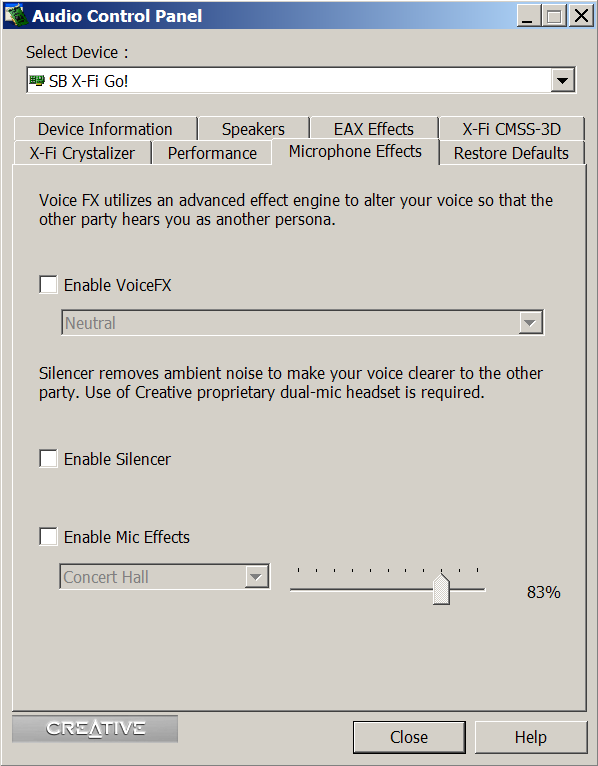 Audio Control Panel
Select Device :
SB X-Fi Go!
Device Information Speakers EAX Effects X-Fi CMSS-3D
X-Fi Crystalizer Performance Microphone Effects Restore Defaults
Voice FX utilizes an advanced effect engine to alter your voice so that the
other party hears you as another persona.
Enable VoiceFX
Neutral
Silencer removes ambient noise to make your voice clearer to the other
party. Use of Creative proprietary dual-mic headset is required.
Enable Silencer
Enable Mic Effects
Concert Hall 83%
CREATIVE
Close Help